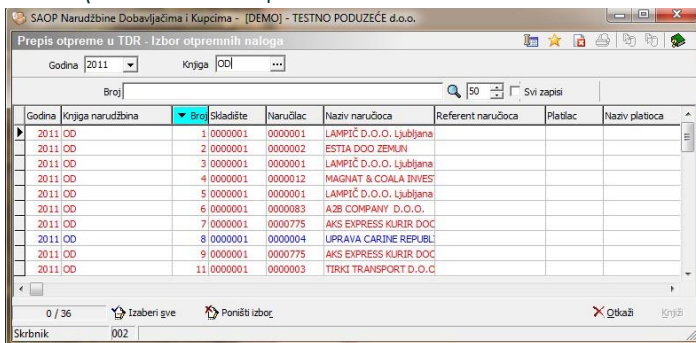 SAOP Narudžbine Dobavljačima i Kupcima - [DEMO] - TESTNO PODUZEĆE d.o.o.
Prepis otpreme u TDR - Izbor otpremnih naloga
Godina 2011 Knjiga OD ...
Broj 50 Svi zapisi
Godina Knjiga narudžbina Broj Skladište Naručilac Naziv naručioca Referent naručioca Platilac Naziv platioca
2011 OD 1 0000001 0000001 LAMPIČ D.O.O. Ljubljana
2011 OD 2 0000001 0000002 ESTIA DOO ZEMUN
2011 OD 3 0000001 0000001 LAMPIČ D.O.O. Ljubljana
2011 OD 4 0000001 0000012 MAGNAT & COALA INVES
2011 OD 5 0000001 0000001 LAMPIČ D.O.O. Ljubljana
2011 OD 6 0000001 0000083 A2B COMPANY D.O.O.
2011 OD 7 0000001 0000775 AKS EXPRESS KURIR DOO
2011 OD 8 0000001 0000004 UPRAVA CARINE REPUBL
2011 OD 9 0000001 0000775 AKS EXPRESS KURIR DOO
2011 OD 11 0000001 0000003 TIRKI TRANSPORT D.O.O
0 / 36 Izaberi sve Poništi izbor Otkaži Knjiži
Skrbnik 002